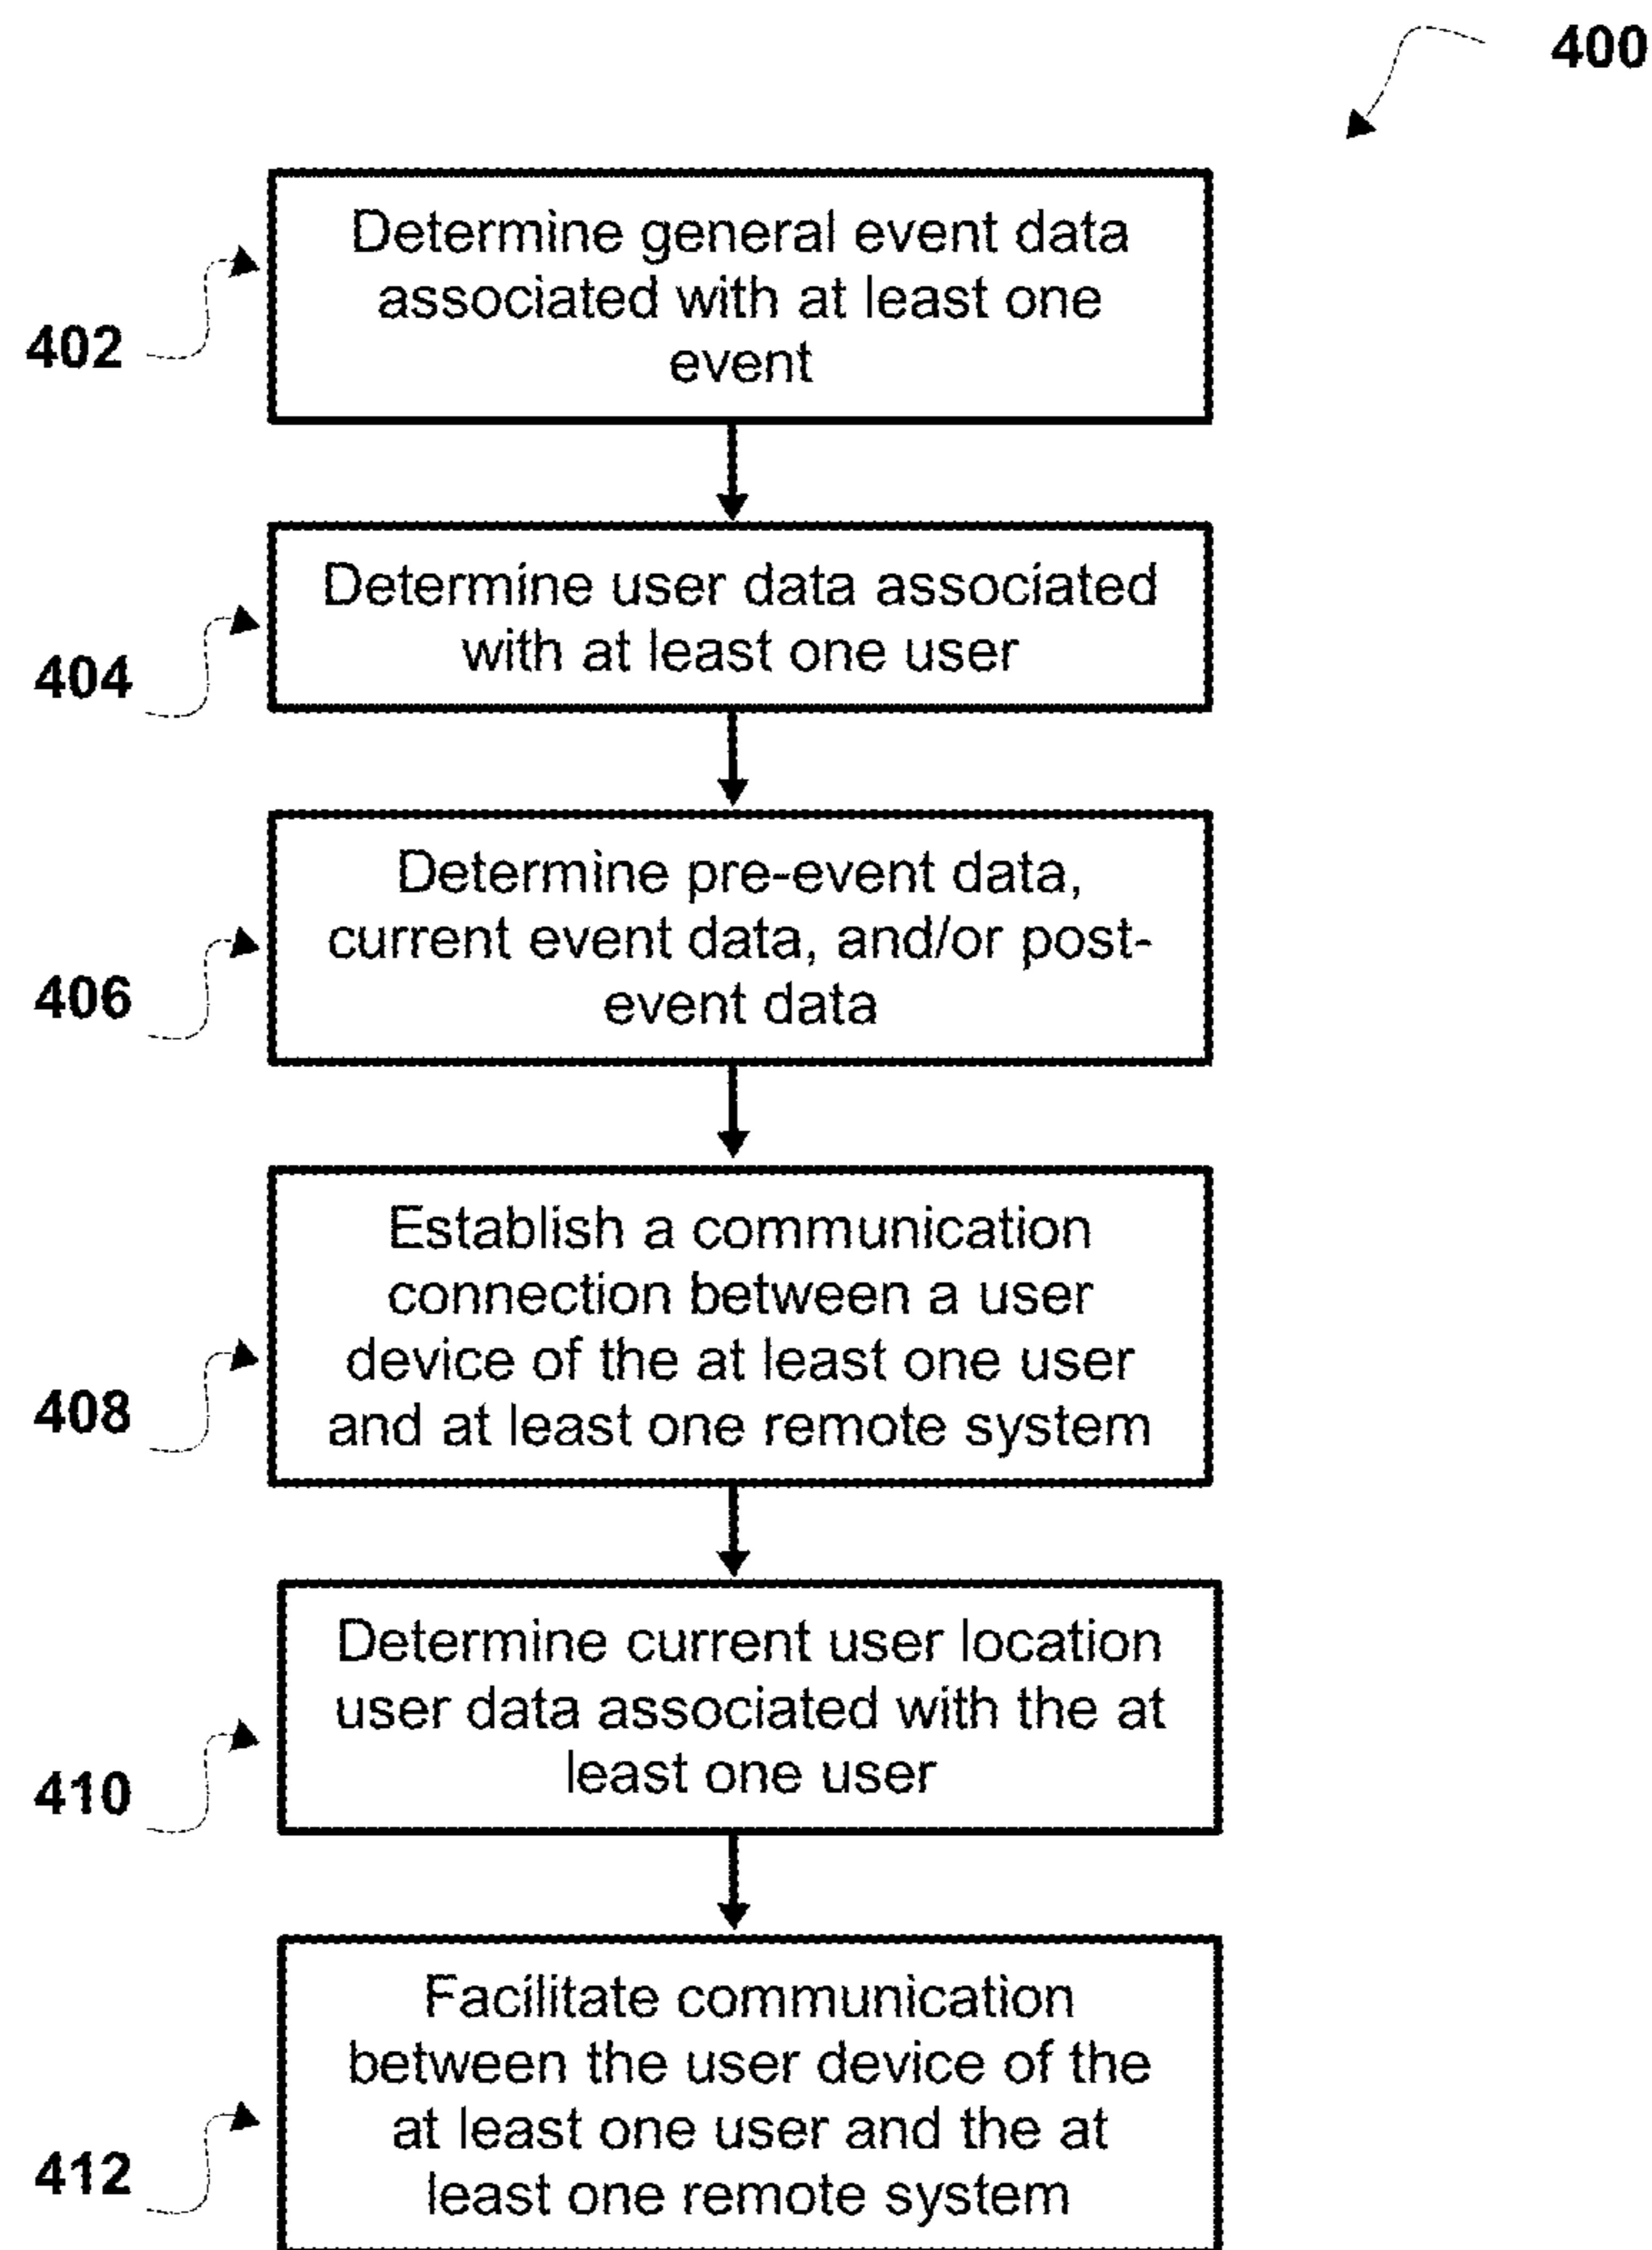 400
Determine general event data
associated with at least one
event
402
Determine user data associated
with at least one user
404
Determine pre-event data,
current event data, and/or post-
event data
406
Establish a communication
connection between a user
device of the at least one user
and at least one remote system
408
Determine current user location
user data associated with the at
least one user
410
Facilitate communication
between the user device of the
at least one user and the at
least one remote system
412